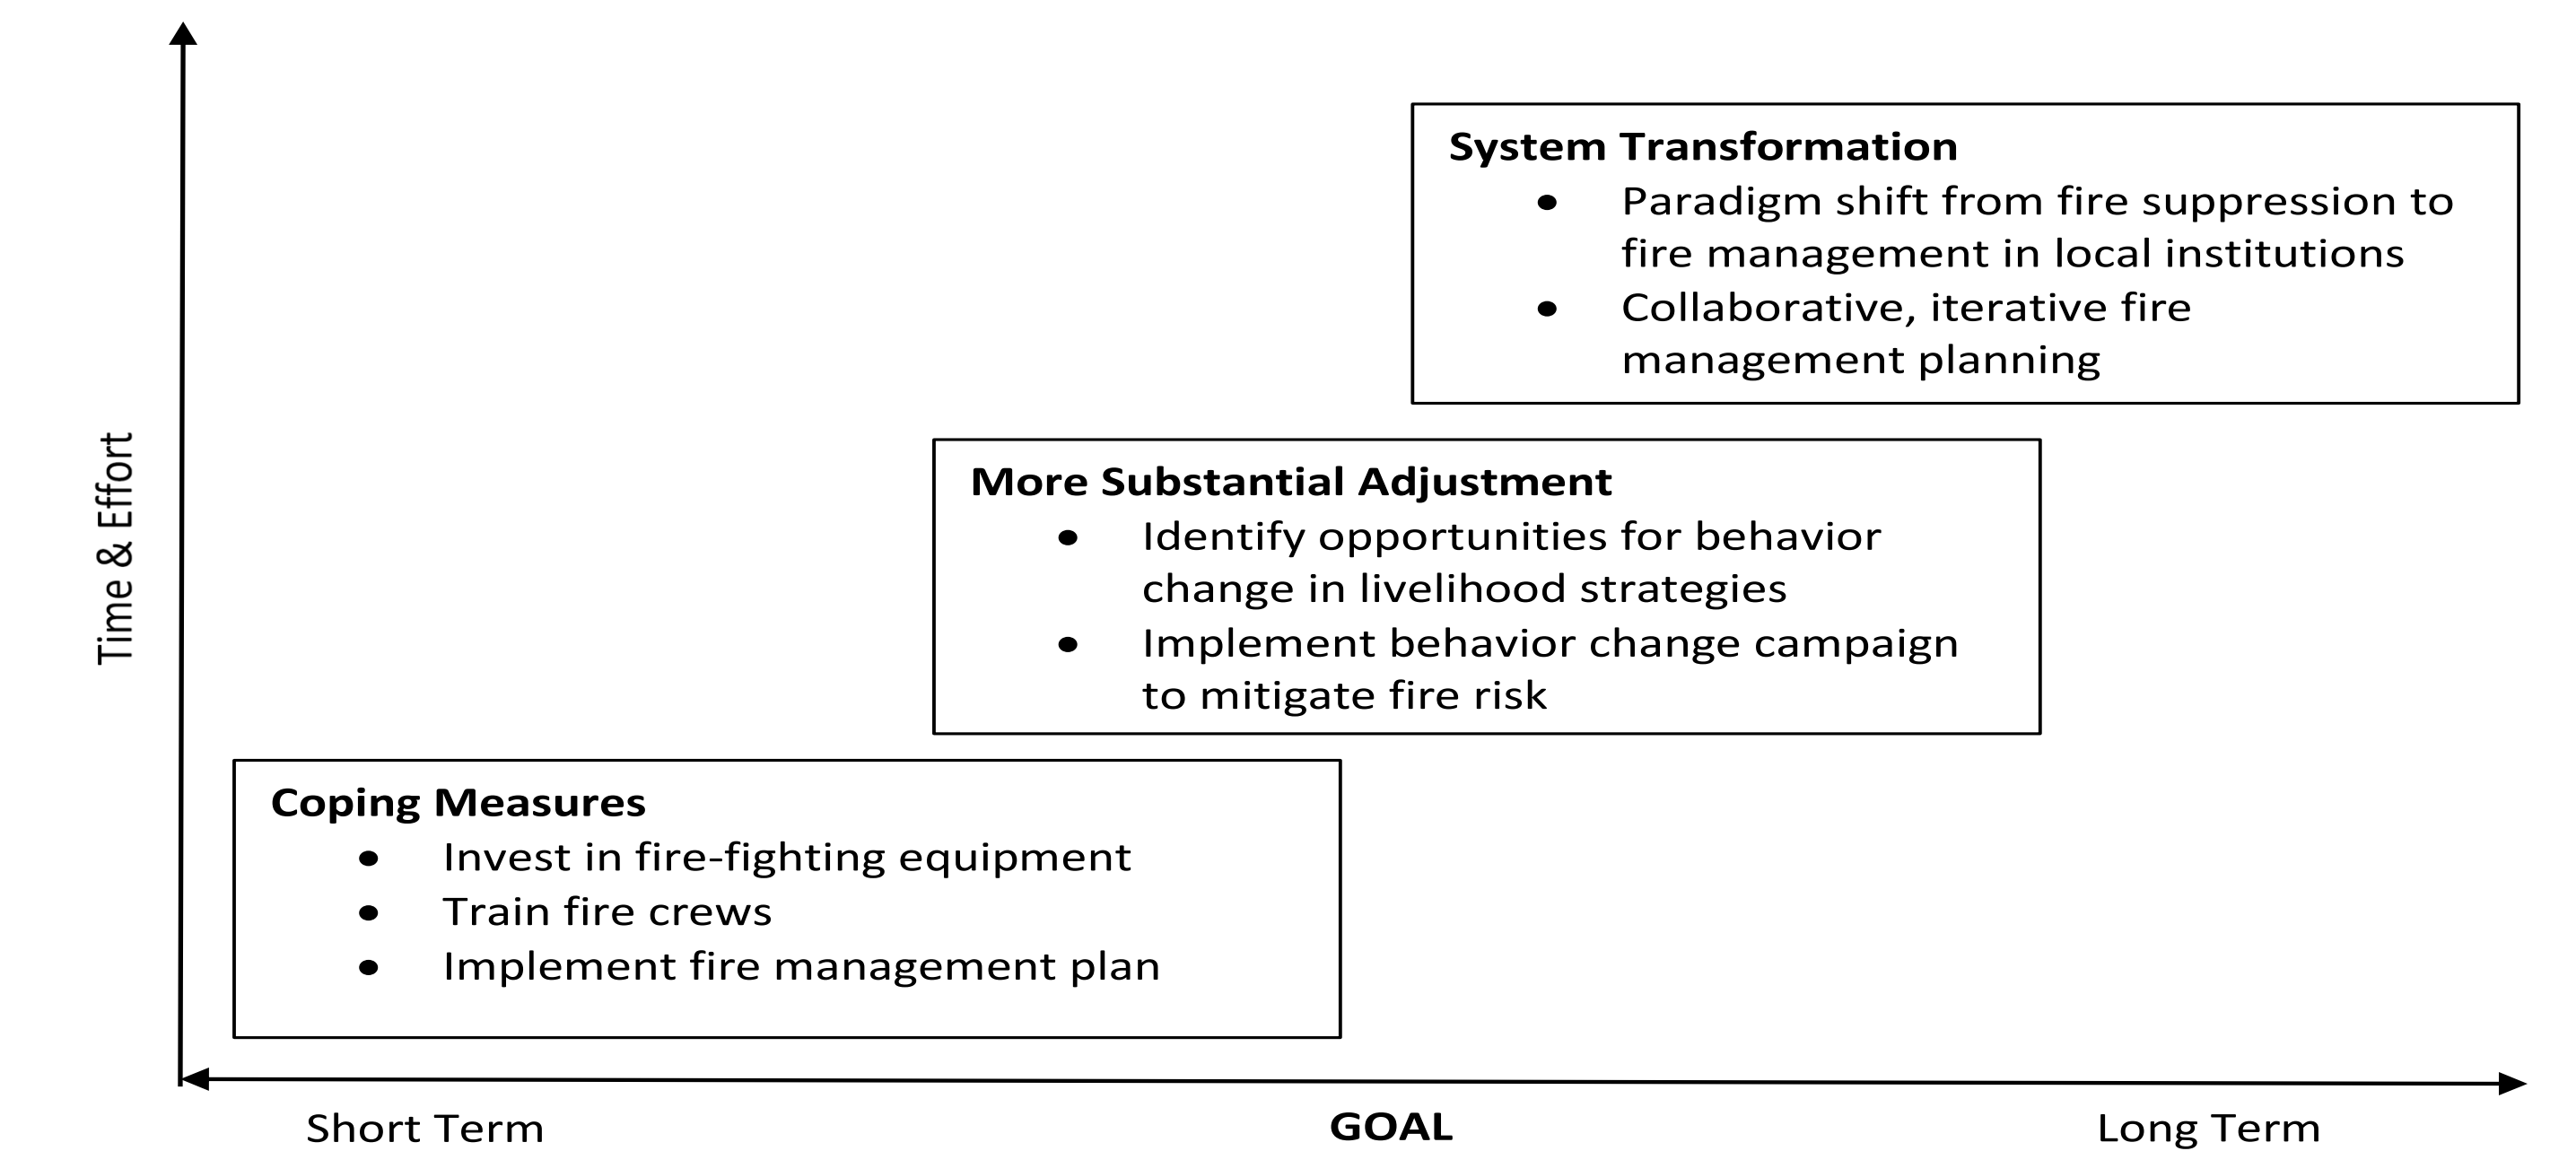 System Transformation
• Paradigm shift from fire suppression to
fire management in local institutions
• Collaborative, iterative fire
management planning
Time & Effort
More Substantial Adjustment
• Identify opportunities for behavior
change in livelihood strategies
• Implement behavior change campaign
to mitigate fire risk
Coping Measures
• Invest in fire-fighting equipment
• Train fire crews
• Implement fire management plan
Short Term
GOAL
Long Term